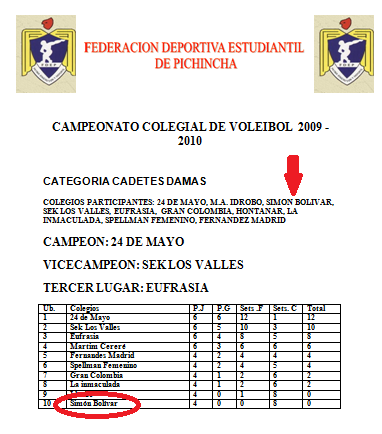 FEDERACION DEPORTIVA ESTUDIANTIL
DE PICHINCHA
CAMPEONATO COLEGIAL DE VOLEIBOL 2009 -
2010
CATEGORIA CADETES DAMAS
COLEGIOS PARTICIPANTES: 24 DE MAYO, M.A. IDROBO, SIMON BOLIVAR,
SEK LOS VALLES, EUFRASIA, GRAN COLOMBIA, HONTANAR, LA
INMACULADA, SPELLMAN FEMENINO, FERNANDEZ MADRID
CAMPEON: 24 DE MAYO
VICECAMPEON: SEK LOS VALLES
TERCER LUGAR: EUFRASIA
Ub. Colegios P.J P.G Sets .F Sets. C Total
1 24 de Mayo 6 6 12 1 12
2 Sek Los Valles 6 5 10 3 10
3 Eufrasia 6 4 8 5 8
4 Martim Cereré 6 3 6 6 6
5 Fernandes Madrid 4 2 4 4 4
6 Spellman Femenino 4 2 4 5 4
7 Gran Colombia 4 1 2 6 2
8 La inmaculada 4 1 2 6 2
9 4 0 1 8 0
10 Simón Bolívar 4 0 0 8 0